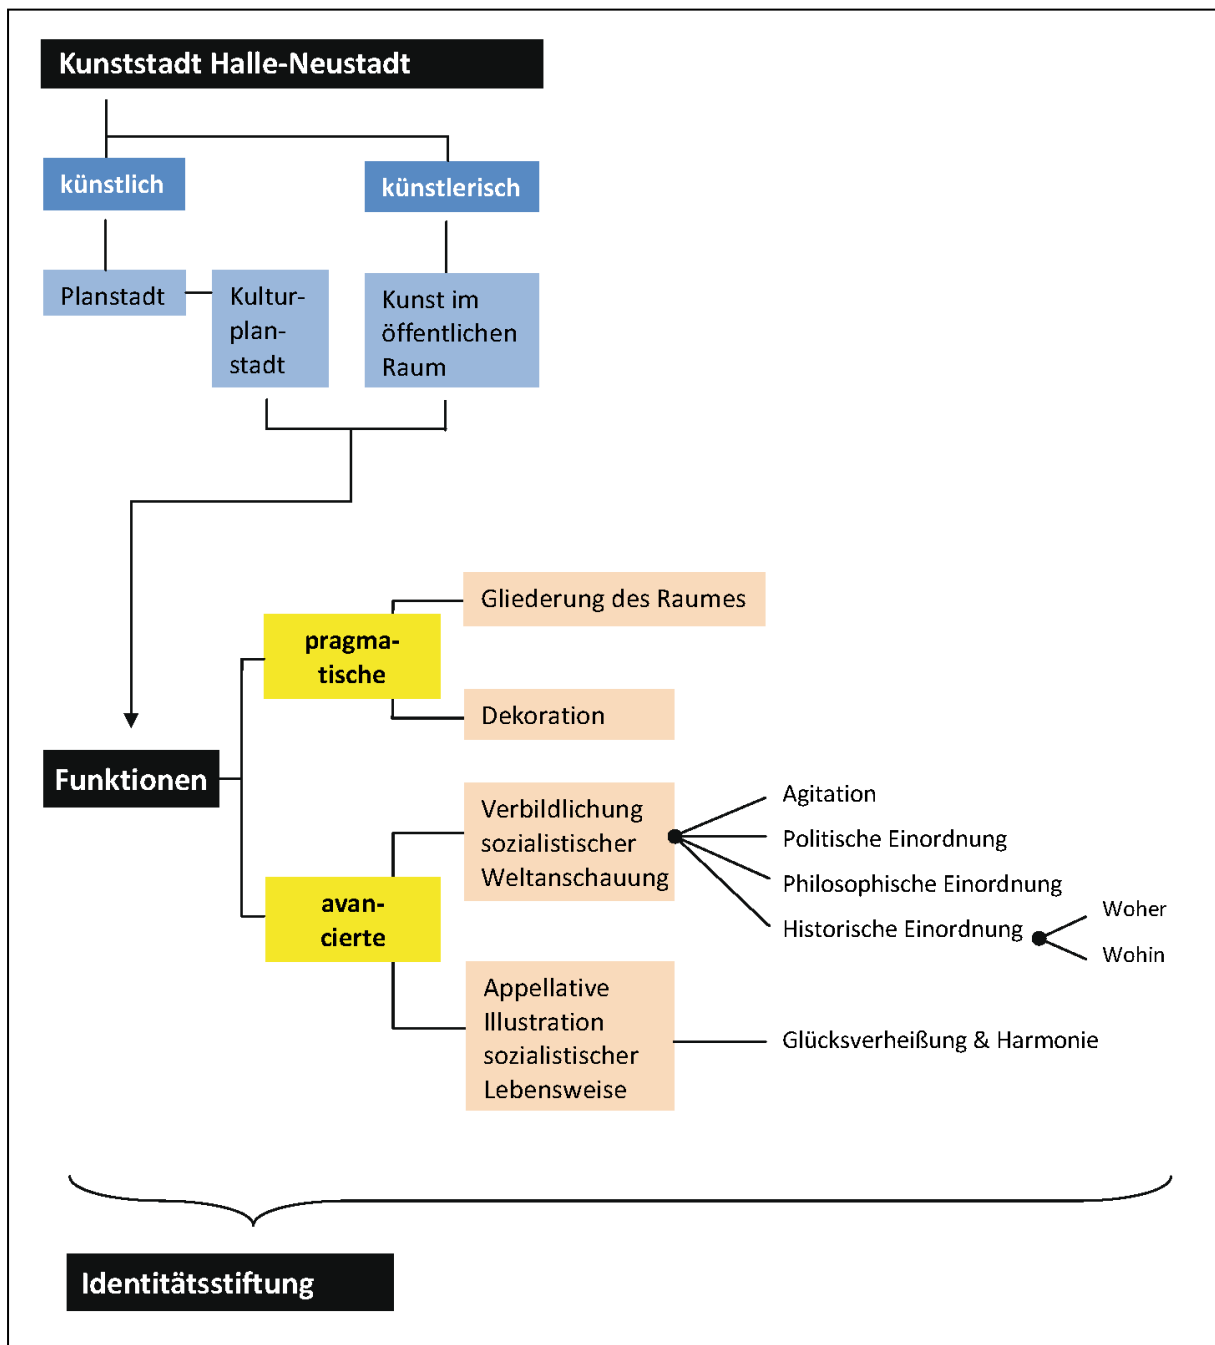 Kunststadt Halle-Neustadt
künstlich
künstlerisch
Planstadt
Kultur-
plan-
stadt
Kunst im
öffentlichen
Raum
Gliederung des Raumes
pragma-
tische
Dekoration
Funktionen
Verbildlichung
sozialistischer
Weltanschauung
Agitation
Politische Einordnung
Philosophische Einordnung
Historische Einordnung
Woher
Wohin
avan-
cierte
Appellative
Illustration
sozialistischer
Lebensweise
Glücksverheißung & Harmonie
Identitätsstiftung